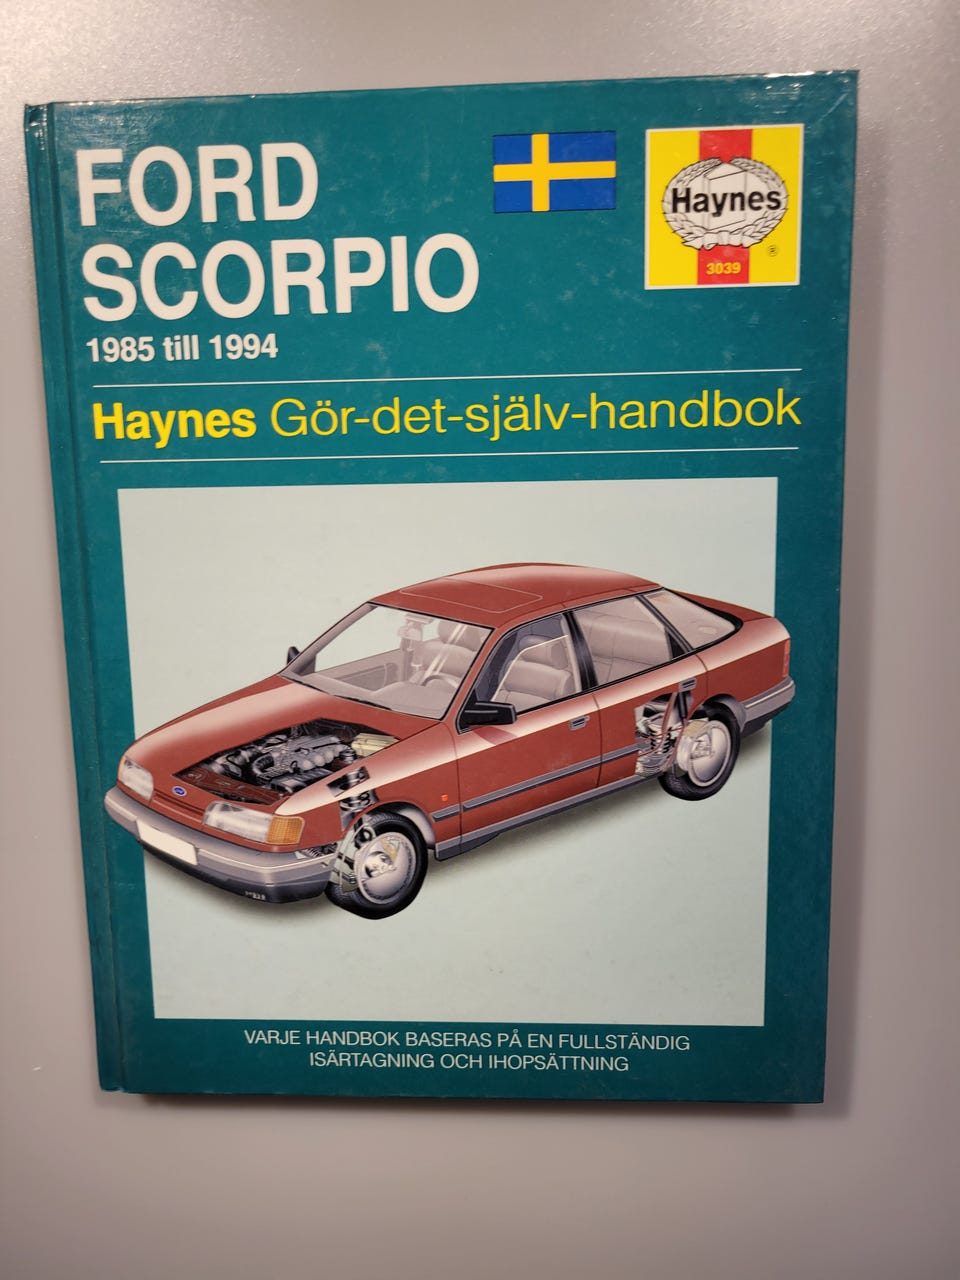 FORD
SCORPIO
1985 till 1994
Haynes
®
3039
Haynes Gör-det-själv-handbok
Ford
VARJE HANDBOK BASERAS PÅ EN FULLSTÄNDIG
ISÄRTAGNING OCH IHOPSÄTTNING